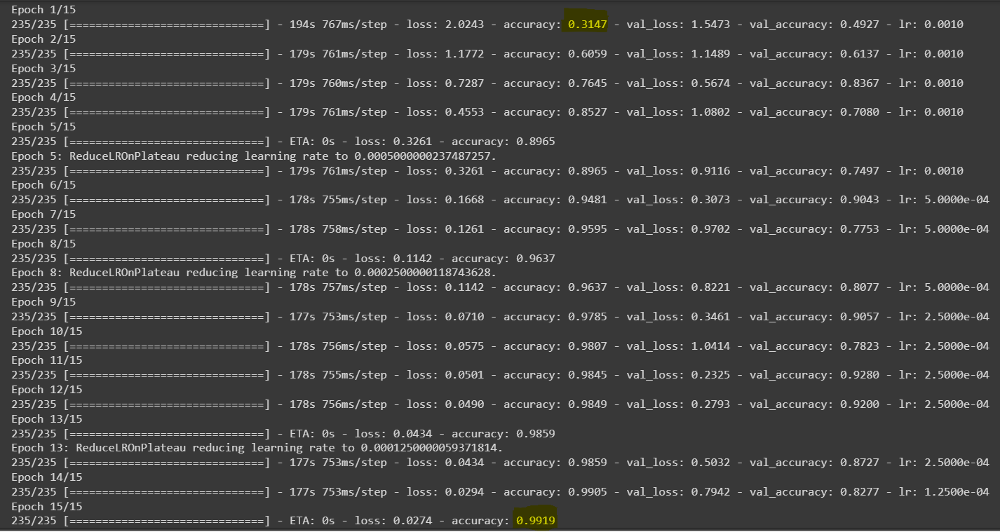 Epoch 1/15
235/235 [==============================] - 194s 767ms/step - loss: 2.0243 - accuracy: 0.3147 - val_loss: 1.5473 - val_accuracy: 0.4927 - lr: 0.0010
Epoch 2/15
235/235 [==============================] - 179s 761ms/step - loss: 1.1772 - accuracy: 0.6059 - val_loss: 1.1489 - val_accuracy: 0.6137 - lr: 0.0010
Epoch 3/15
235/235 [==============================] - 179s 760ms/step - loss: 0.7287 - accuracy: 0.7645 - val_loss: 0.5674 - val_accuracy: 0.8367 - lr: 0.0010
Epoch 4/15
235/235 [==============================] - 179s 761ms/step - loss: 0.4553 - accuracy: 0.8527 - val_loss: 1.0802 - val_accuracy: 0.7080 - lr: 0.0010
Epoch 5/15
235/235 [==============================] - ETA: 0s - loss: 0.3261 - accuracy: 0.8965
Epoch 5: ReduceLROnPlateau reducing learning rate to 0.0005000000237487257.
235/235 [==============================] - 179s 761ms/step - loss: 0.3261 - accuracy: 0.8965 - val_loss: 0.9116 - val_accuracy: 0.7497 - lr: 0.0010
Epoch 6/15
235/235 [==============================] - 178s 755ms/step - loss: 0.1668 - accuracy: 0.9481 - val_loss: 0.3073 - val_accuracy: 0.9043 - lr: 5.0000e-04
Epoch 7/15
235/235 [==============================] - 178s 758ms/step - loss: 0.1261 - accuracy: 0.9595 - val_loss: 0.9702 - val_accuracy: 0.7753 - lr: 5.0000e-04
Epoch 8/15
235/235 [==============================] - ETA: 0s - loss: 0.1142 - accuracy: 0.9637
Epoch 8: ReduceLROnPlateau reducing learning rate to 0.0002500000118743628.
235/235 [==============================] - 178s 757ms/step - loss: 0.1142 - accuracy: 0.9637 - val_loss: 0.8221 - val_accuracy: 0.8077 - lr: 5.0000e-04
Epoch 9/15
235/235 [==============================] - 177s 753ms/step - loss: 0.0710 - accuracy: 0.9785 - val_loss: 0.3461 - val_accuracy: 0.9057 - lr: 2.5000e-04
Epoch 10/15
235/235 [==============================] - 178s 756ms/step - loss: 0.0575 - accuracy: 0.9807 - val_loss: 1.0414 - val_accuracy: 0.7823 - lr: 2.5000e-04
Epoch 11/15
235/235 [==============================] - 178s 755ms/step - loss: 0.0501 - accuracy: 0.9845 - val_loss: 0.2325 - val_accuracy: 0.9280 - lr: 2.5000e-04
Epoch 12/15
235/235 [==============================] - 178s 756ms/step - loss: 0.0490 - accuracy: 0.9849 - val_loss: 0.2793 - val_accuracy: 0.9200 - lr: 2.5000e-04
Epoch 13/15
235/235 [==============================] - ETA: 0s - loss: 0.0434 - accuracy: 0.9859
Epoch 13: ReduceLROnPlateau reducing learning rate to 0.0001250000059371814.
235/235 [==============================] - 177s 753ms/step - loss: 0.0434 - accuracy: 0.9859 - val_loss: 0.5032 - val_accuracy: 0.8727 - lr: 2.5000e-04
Epoch 14/15
235/235 [==============================] - 177s 753ms/step - loss: 0.0294 - accuracy: 0.9905 - val_loss: 0.7942 - val_accuracy: 0.8277 - lr: 1.2500e-04
Epoch 15/15
235/235 [==============================] - ETA: 0s - loss: 0.0274 - accuracy: 0.9919